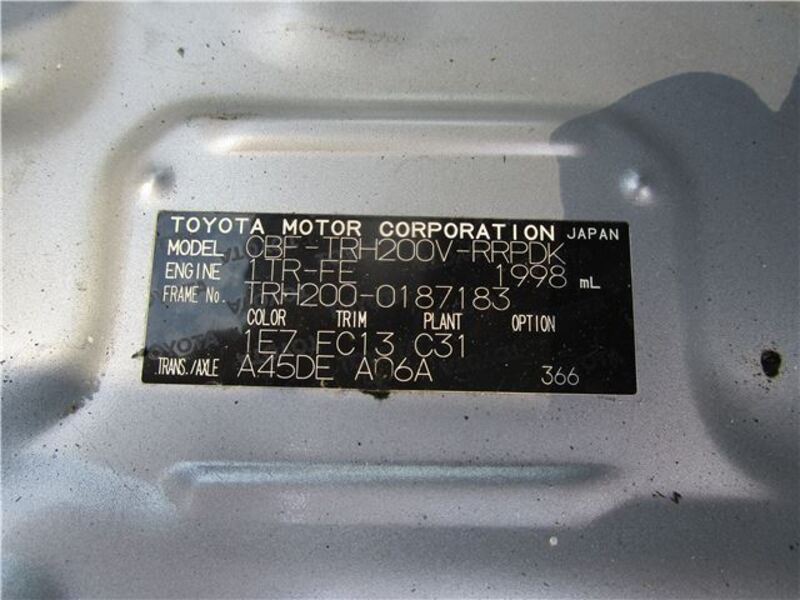 TOYOTA MOTOR CORPORATION JAPAN
MODEL CBF-TRH200V-RRPDK
ENGINE 1TR-FE 1998 mL
FRAME No. TRH200-0187183
COLOR TRIM PLANT OPTION
1E7 FC13 C31
TRANS./AXLE A45DE A06A 366